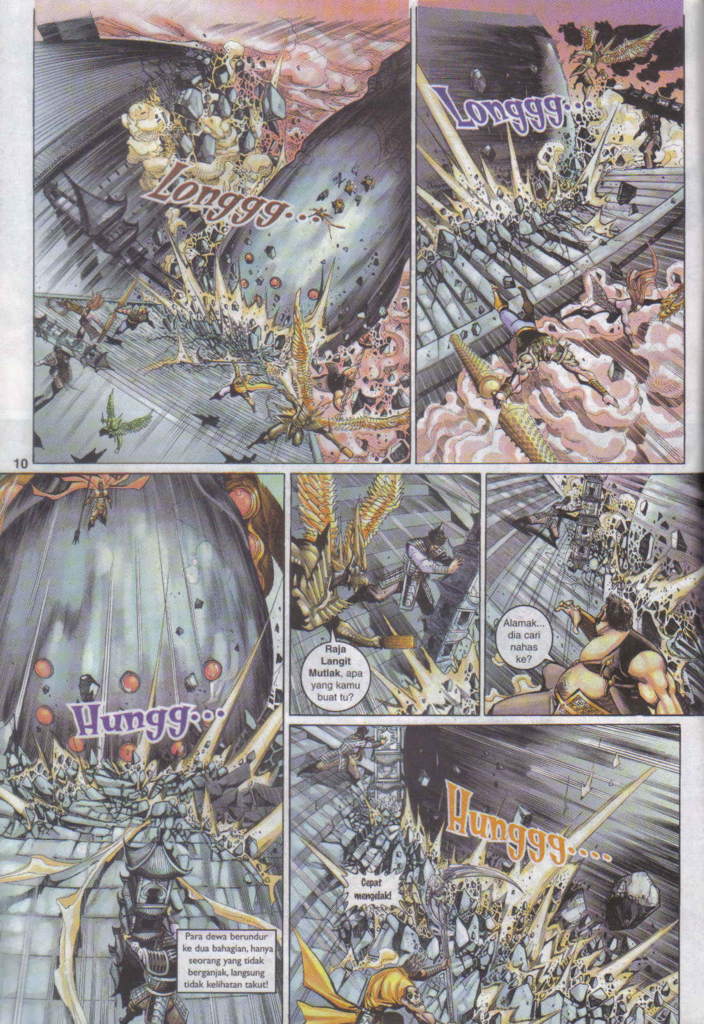 Longgg...
Longgg...
10
Hungg...
Para dewa berundur
ke dua bahagian, hanya
seorang yang tidak
berganjak, langsung
tidak kelihatan takut!
Raja
Langit
Mutlak, apa
yang kamu
buat tu?
Alamak...
dia cari
nahas
ke?
Hunggg....
Cepat
mengelak!